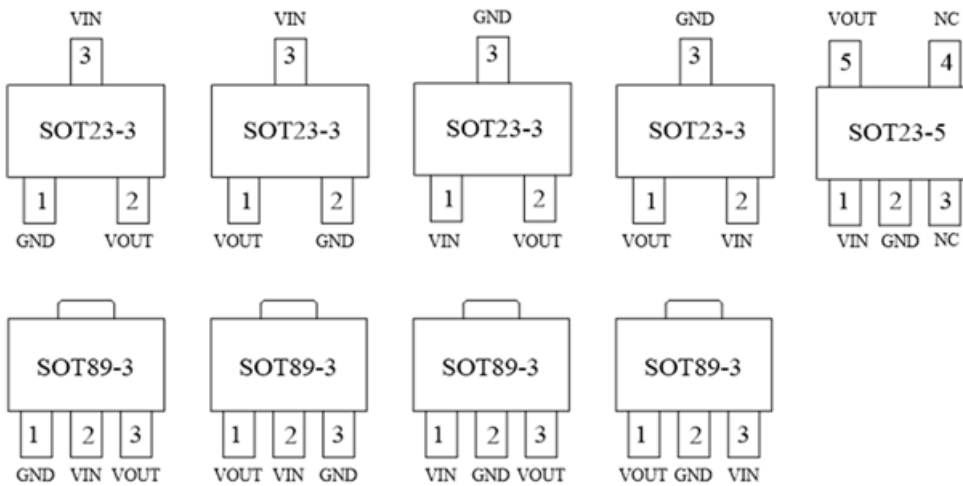 VIN VIN GND GND VOUT NC
3 3 3 3 5 4
SOT23-3 SOT23-3 SOT23-3 SOT23-3 SOT23-5
1 2 1 2 1 2 1 2 1 2 3
GND VOUT VOUT GND VIN VOUT VOUT VIN VIN GND NC
SOT89-3 SOT89-3 SOT89-3 SOT89-3
1 2 3 1 2 3 1 2 3 1 2 3
GND VIN VOUT VOUT VIN GND VIN GND VOUT VOUT GND VIN